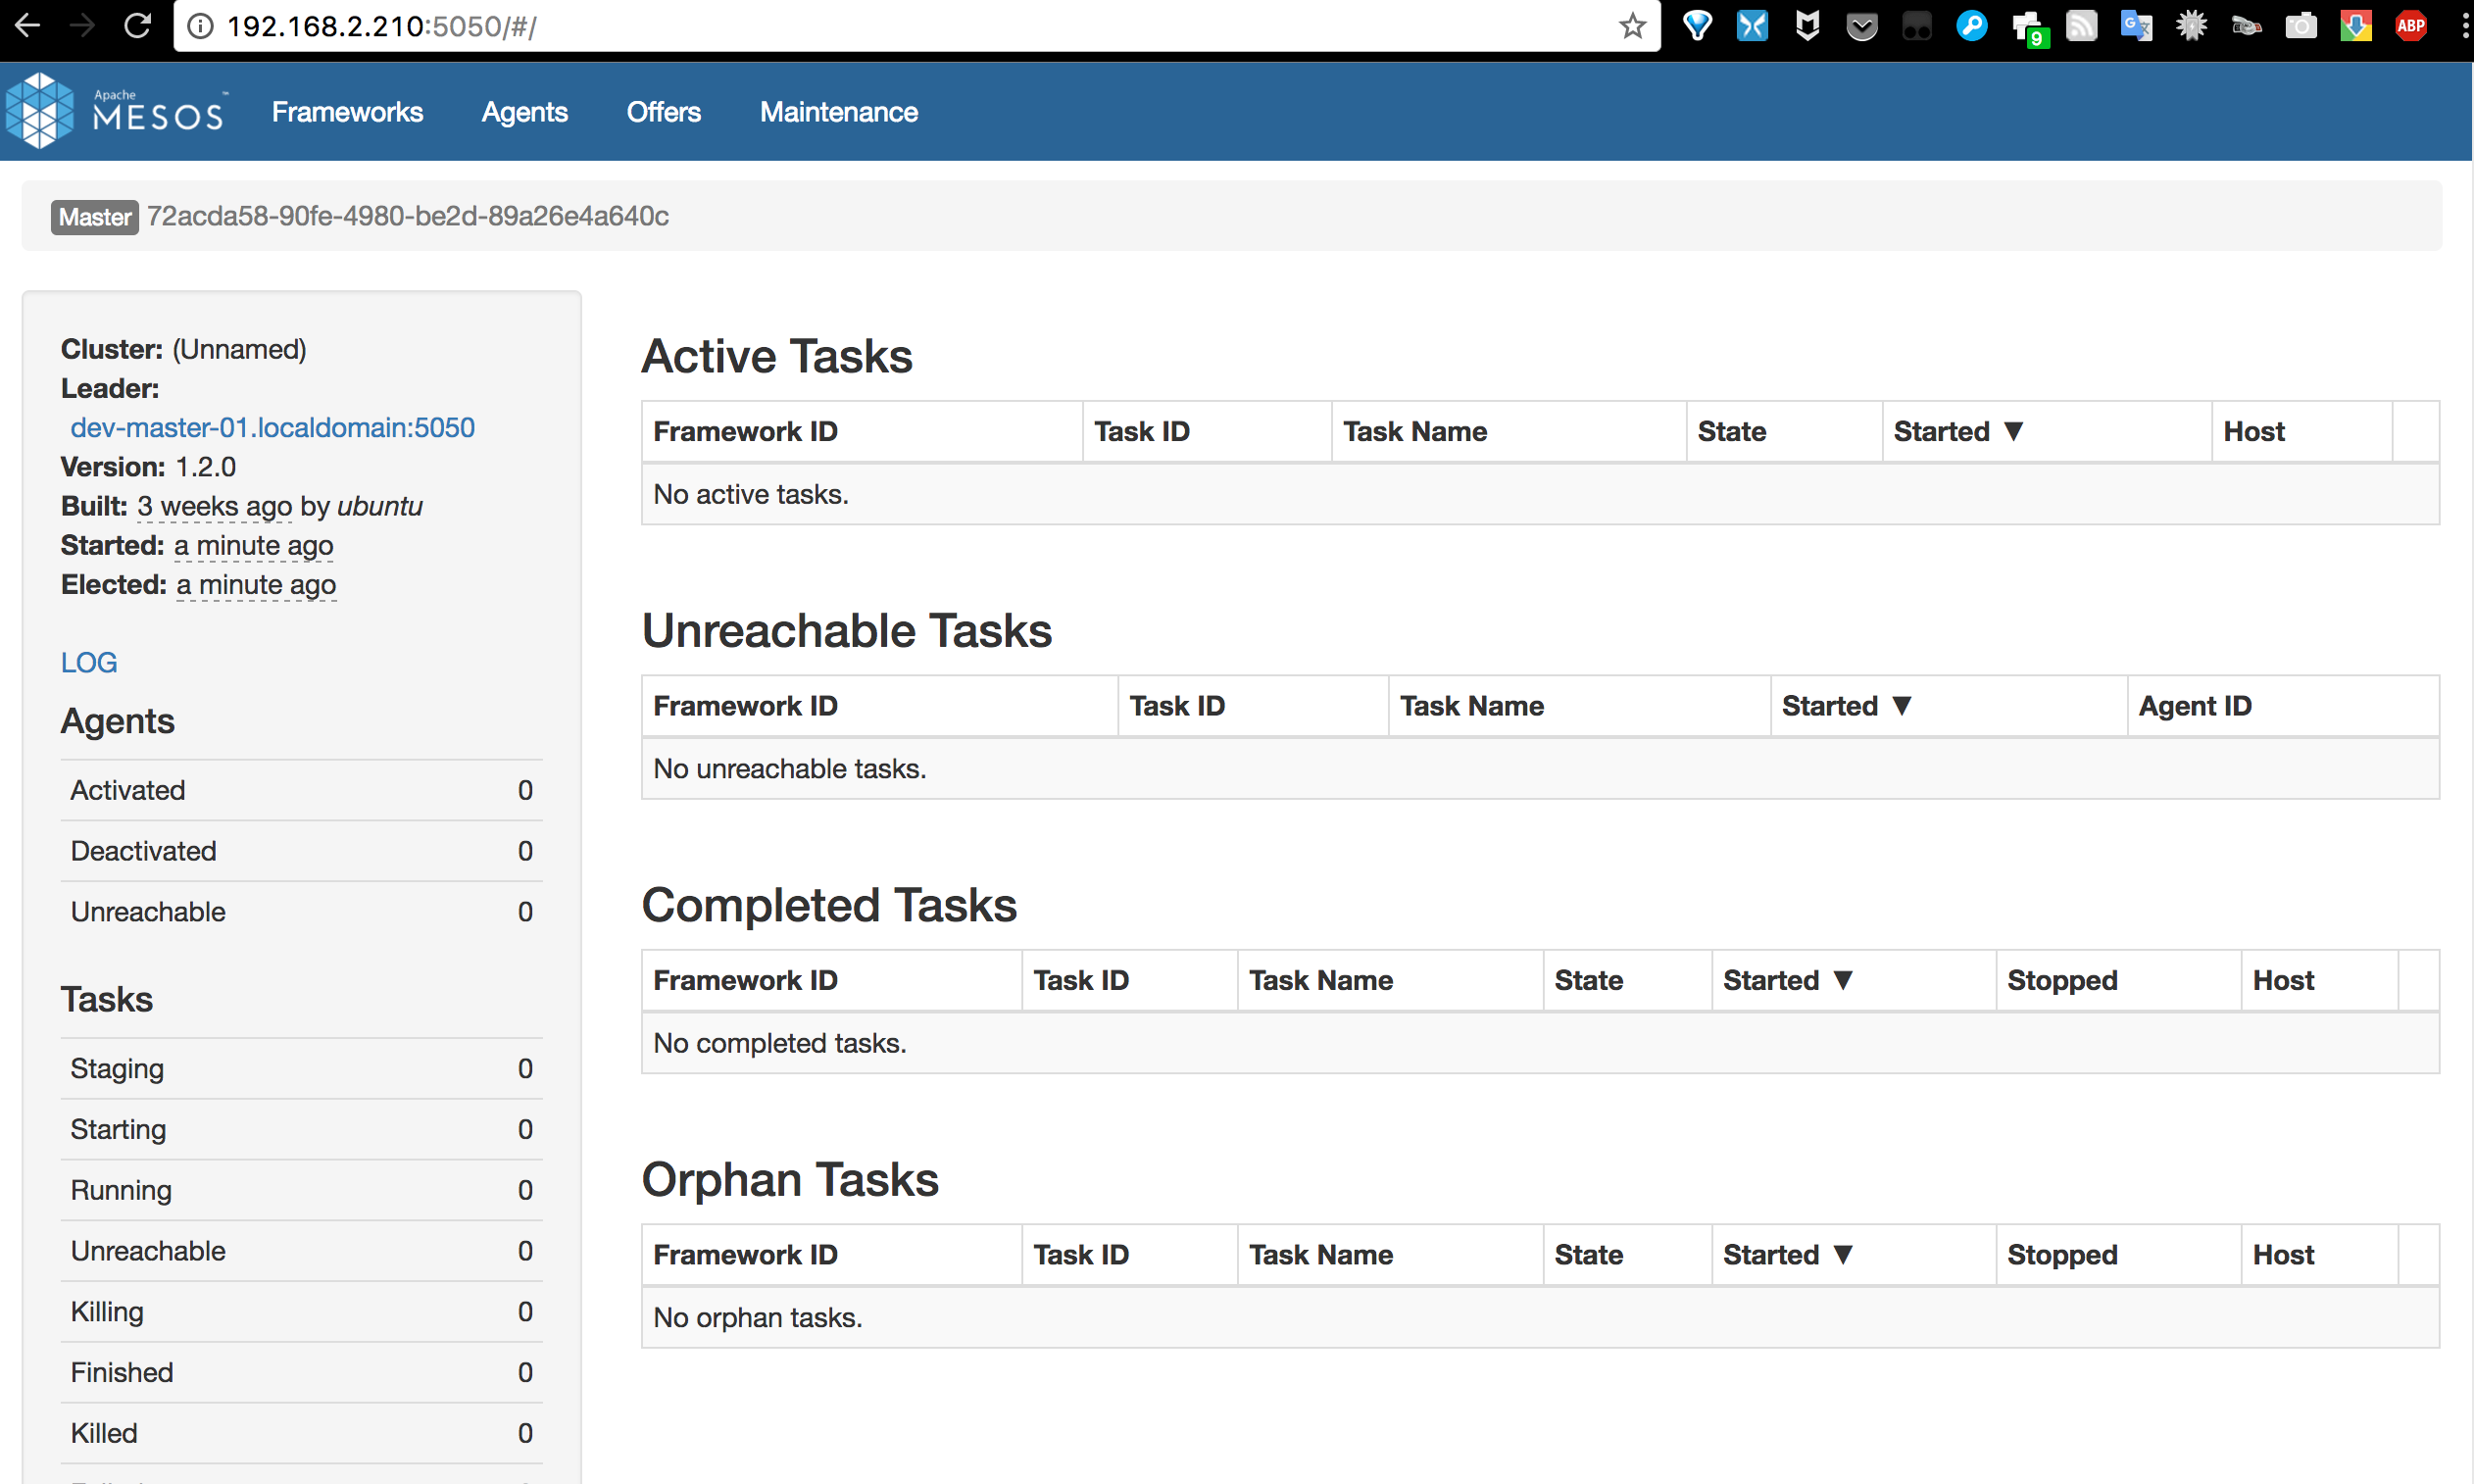 192.168.2.210:5050/#/
9
ABP
Apache
MESOS™
Frameworks Agents Offers Maintenance
Master 72acda58-90fe-4980-be2d-89a26e4a640c
Cluster: (Unnamed)
Leader:
dev-master-01.localdomain:5050
Version: 1.2.0
Built: 3 weeks ago by ubuntu
Started: a minute ago
Elected: a minute ago
LOG
Agents
Activated 0
Deactivated 0
Unreachable 0
Tasks
Staging 0
Starting 0
Running 0
Unreachable 0
Killing 0
Finished 0
Killed 0
Active Tasks
Framework ID Task ID Task Name State Started ▼ Host
No active tasks.
Unreachable Tasks
Framework ID Task ID Task Name Started ▼ Agent ID
No unreachable tasks.
Completed Tasks
Framework ID Task ID Task Name State Started ▼ Stopped Host
No completed tasks.
Orphan Tasks
Framework ID Task ID Task Name State Started ▼ Stopped Host
No orphan tasks.